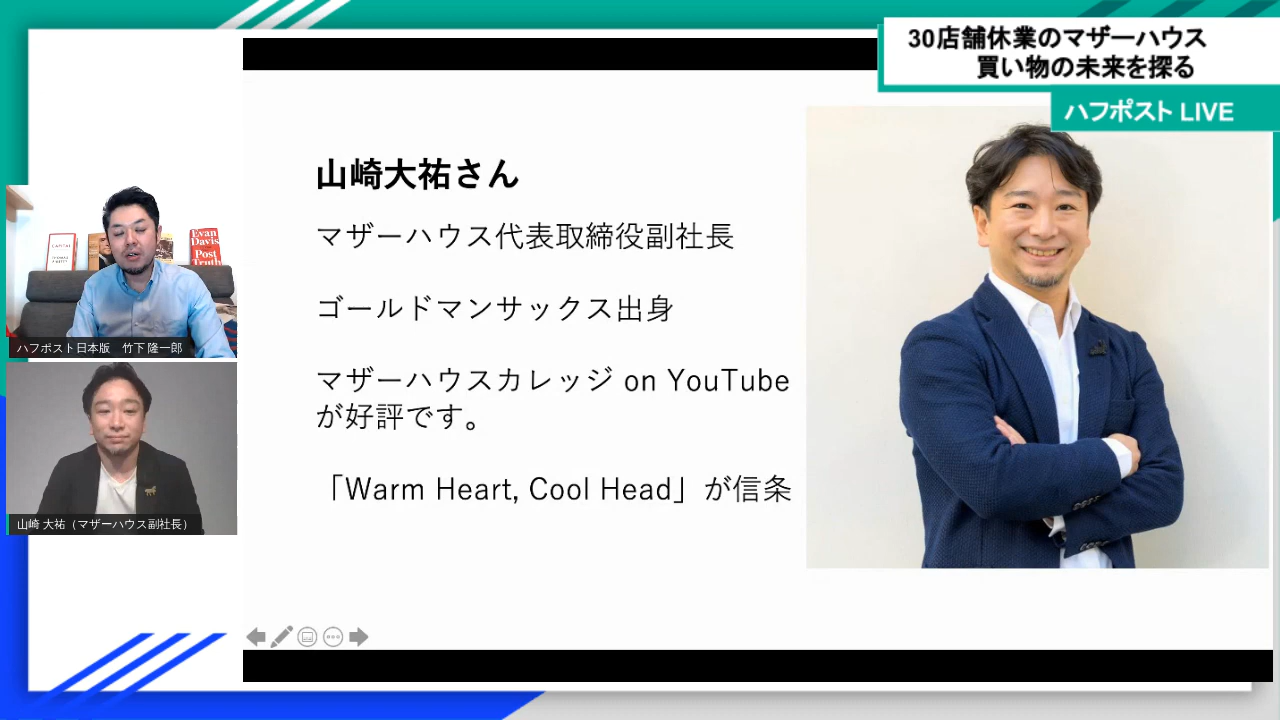 30店舗休業のマザーハウス
買い物の未来を探る
ハフポスト LIVE
山崎大祐さん
マザーハウス代表取締役副社長
ゴールドマンサックス出身
マザーハウスカレッジ on YouTube
が好評です。
「Warm Heart, Cool Head」が信条
CAPITAL
Evan
Davis
Post
Truth
ハフポスト日本版 竹下 隆一郎
山崎 大祐（マザーハウス副社長）